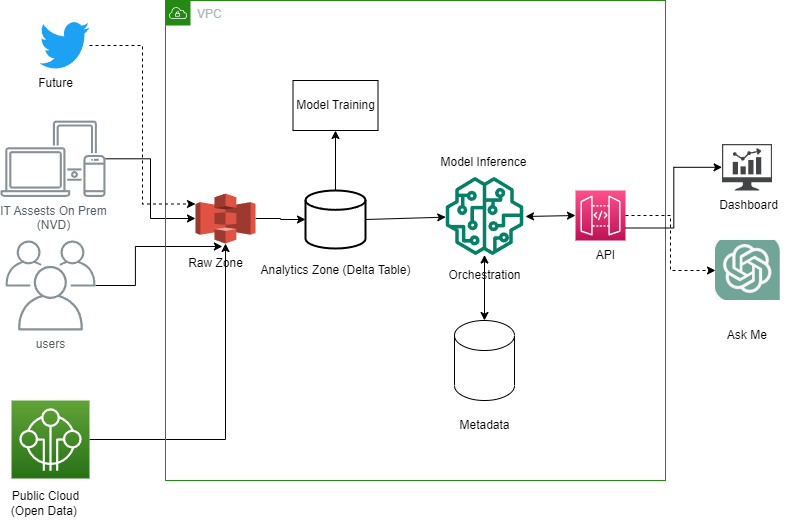 VPC
Future
Model Training
Model Inference
IT Assests On Prem
(NVD)
Dashboard
Raw Zone
Analytics Zone (Delta Table)
Orchestration
API
users
Ask Me
Metadata
Public Cloud
(Open Data)